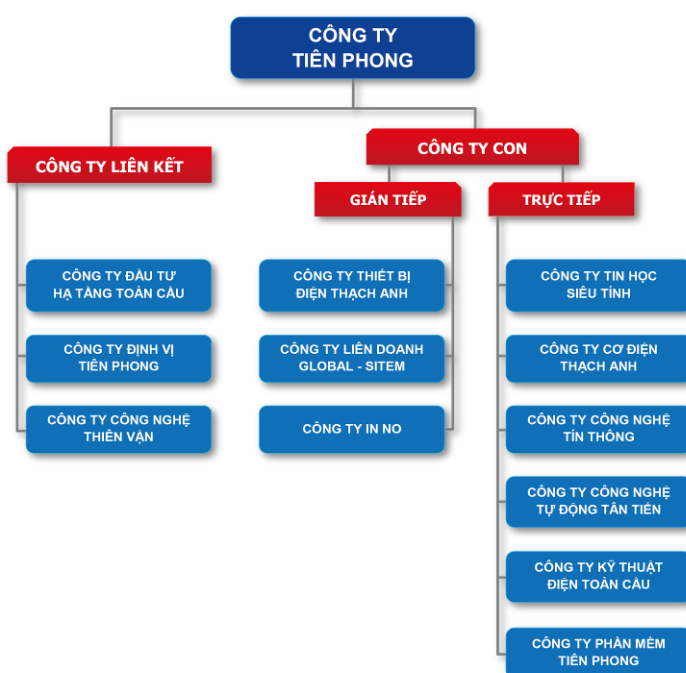 CÔNG TY
TIÊN PHONG
CÔNG TY LIÊN KẾT
CÔNG TY CON
GIÁN TIẾP
TRỰC TIẾP
CÔNG TY ĐẦU TƯ
HẠ TẦNG TOÀN CẦU
CÔNG TY ĐỊNH VỊ
TIÊN PHONG
CÔNG TY CÔNG NGHỆ
THIÊN VẬN
CÔNG TY THIẾT BỊ
ĐIỆN THẠCH ANH
CÔNG TY LIÊN DOANH
GLOBAL - SITEM
CÔNG TY IN NO
CÔNG TY TIN HỌC
SIÊU TÍNH
CÔNG TY CƠ ĐIỆN
THẠCH ANH
CÔNG TY CÔNG NGHỆ
TÍN THÔNG
CÔNG TY CÔNG NGHỆ
TỰ ĐỘNG TÂN TIẾN
CÔNG TY KỸ THUẬT
ĐIỆN TOÀN CẦU
CÔNG TY PHẦN MỀM
TIÊN PHONG